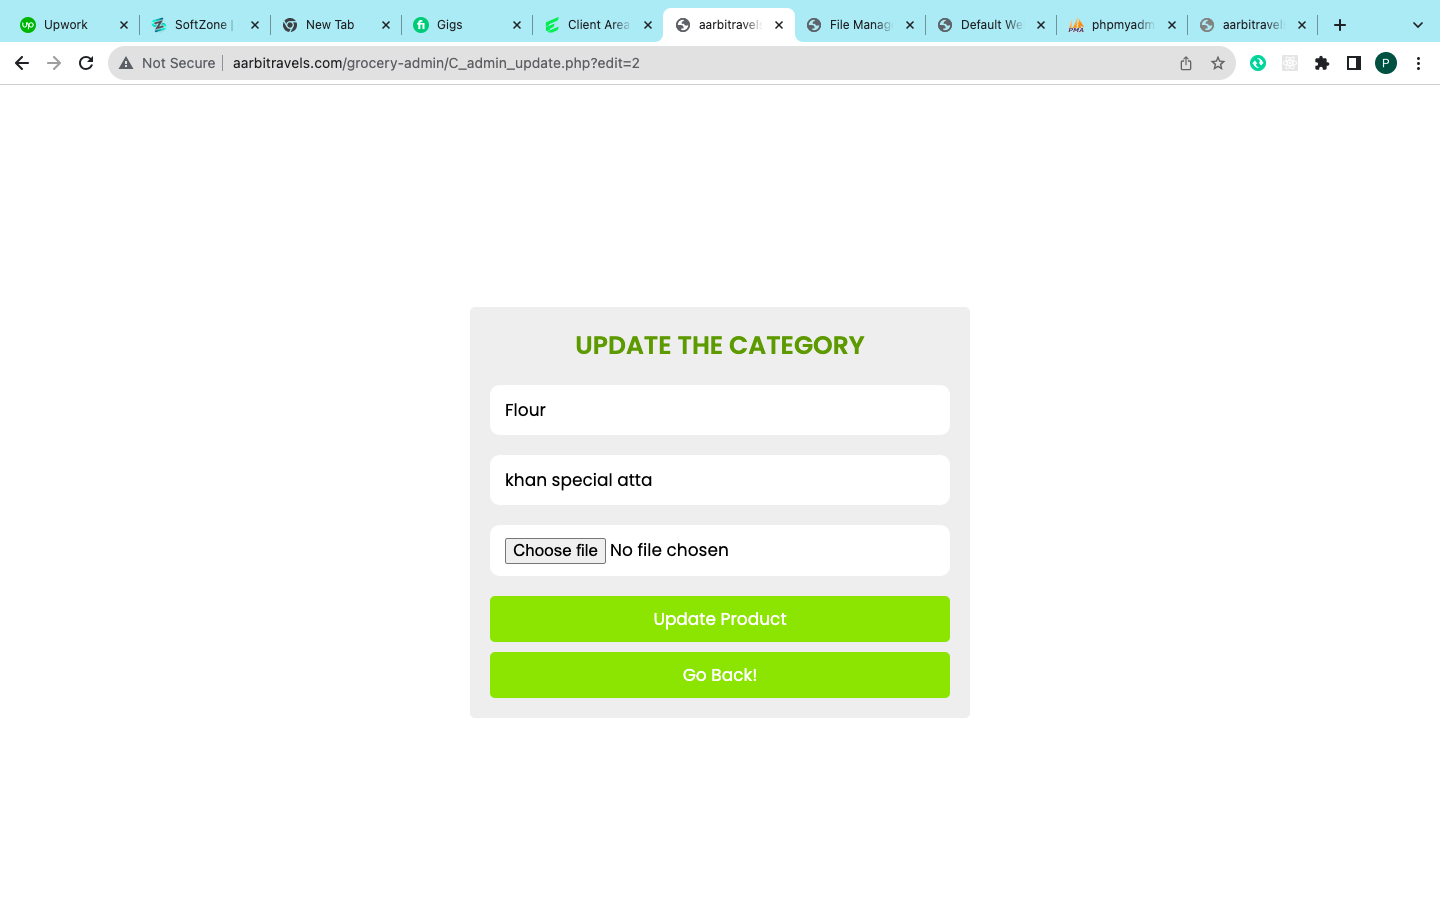 Upwork
SoftZone |
New Tab
Gigs
Client Area
aarbitravels
File Manag
Default We
phpmyadm
aarbitravel
Not Secure
aarbitravels.com/grocery-admin/C_admin_update.php?edit=2
P
UPDATE THE CATEGORY
Flour
khan special atta
Choose file No file chosen
Update Product
Go Back!